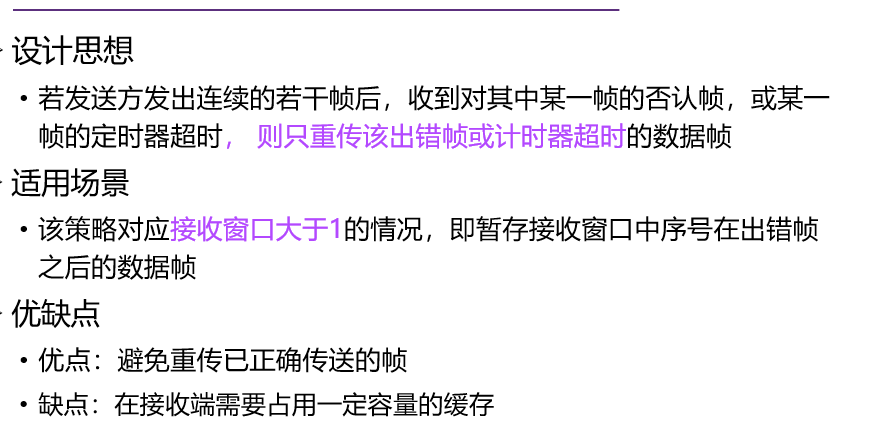 设计思想
• 若发送方发出连续的若干帧后，收到对其中某一帧的否认帧，或某一
帧的定时器超时， 则只重传该出错帧或计时器超时的数据帧
适用场景
• 该策略对应接收窗口大于1的情况，即暂存接收窗口中序号在出错帧
之后的数据帧
优缺点
• 优点：避免重传已正确传送的帧
• 缺点：在接收端需要占用一定容量的缓存